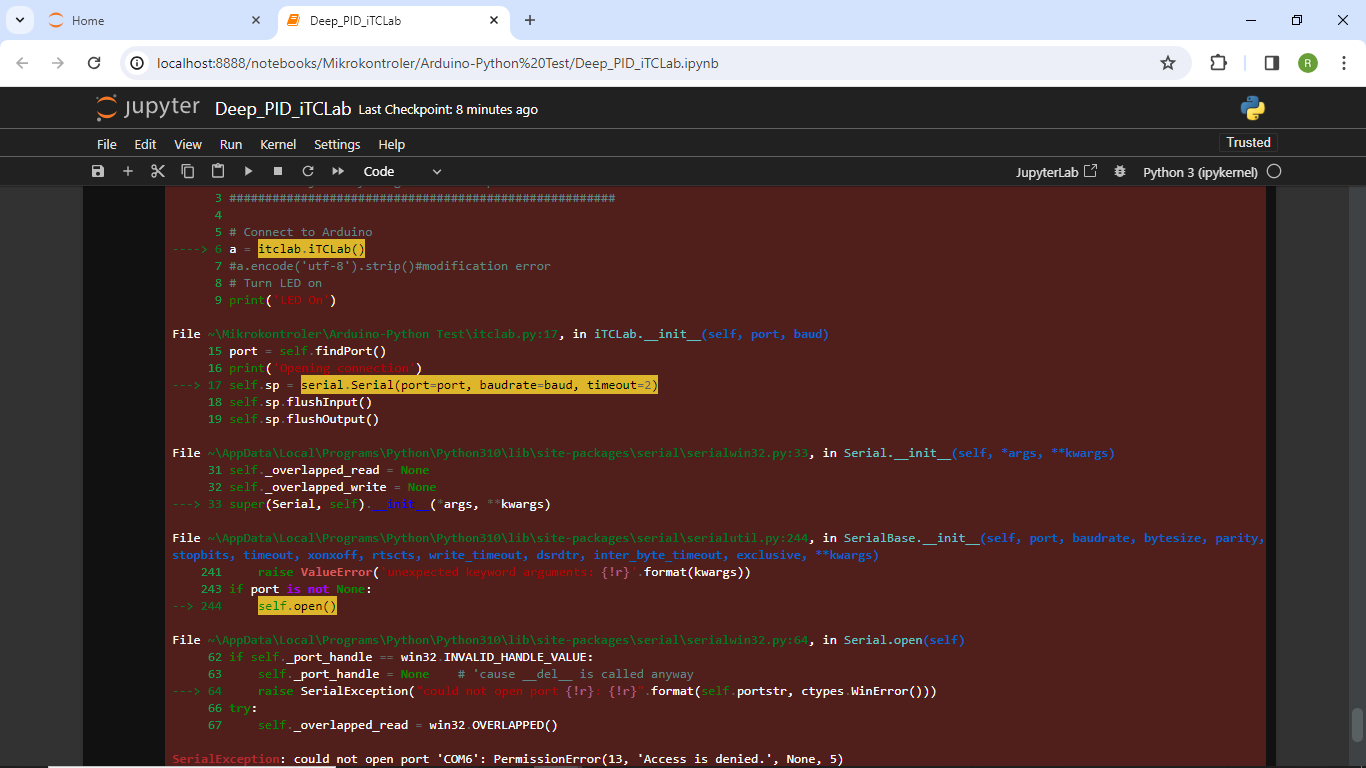 Home
Deep_PID_iTCLab
localhost:8888/notebooks/Mikrokontroler/Arduino-Python%20Test/Deep_PID_iTCLab.ipynb
R
jupyter Deep_PID_iTCLab Last Checkpoint: 8 minutes ago
File Edit View Run Kernel Settings Help
Trusted
Code
JupyterLab
Python 3 (ipykernel)
3 ######################################################
4
5 # Connect to Arduino
----> 6 a = itclab.iTCLab()
7 #a.encode('utf-8').strip()#modification error
8 # Turn LED on
9 print('LED On')
File ~\Mikrokontroler\Arduino-Python Test\itclab.py:17, in iTCLab.__init__(self, port, baud)
15 port = self.findPort()
16 print('Opening connection')
---> 17 self.sp = serial.Serial(port=port, baudrate=baud, timeout=2)
18 self.sp.flushInput()
19 self.sp.flushOutput()
File ~\AppData\Local\Programs\Python\Python310\lib\site-packages\serial\serialwin32.py:33, in Serial.__init__(self, *args, **kwargs)
31 self._overlapped_read = None
32 self._overlapped_write = None
---> 33 super(Serial, self).__init__(*args, **kwargs)
File ~\AppData\Local\Programs\Python\Python310\lib\site-packages\serial\serialutil.py:244, in SerialBase.__init__(self, port, baudrate, bytesize, parity,
stopbits, timeout, xonxoff, rtscts, write_timeout, dsrdtr, inter_byte_timeout, exclusive, **kwargs)
241 raise ValueError('unexpected keyword arguments: {!r}'.format(kwargs))
243 if port is not None:
--> 244 self.open()
File ~\AppData\Local\Programs\Python\Python310\lib\site-packages\serial\serialwin32.py:64, in Serial.open(self)
62 if self._port_handle == win32.INVALID_HANDLE_VALUE:
63 self._port_handle = None # 'cause __del__ is called anyway
---> 64 raise SerialException("could not open port {!r}: {!r}".format(self.portstr, ctypes.WinError()))
66 try:
67 self._overlapped_read = win32.OVERLAPPED()
SerialException: could not open port 'COM6': PermissionError(13, 'Access is denied.', None, 5)